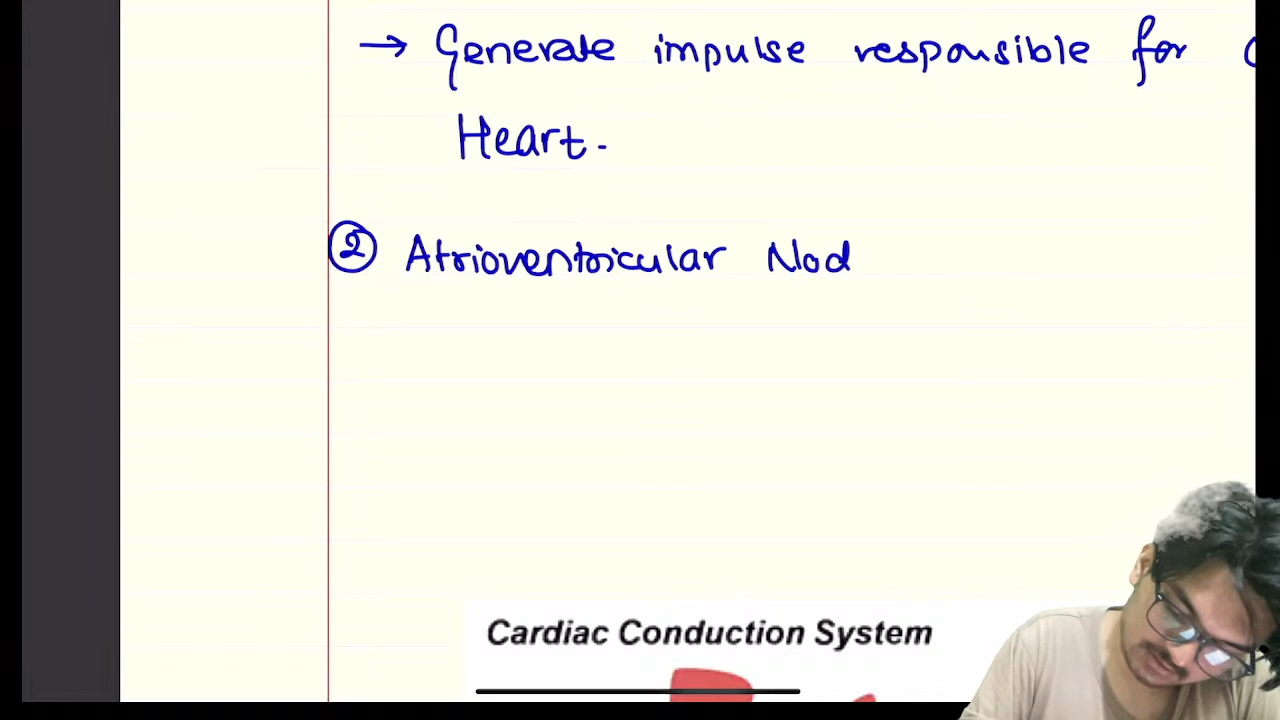 → Generate impulse responsible for
Heart.
② Atrioventricular Nod
Cardiac Conduction System